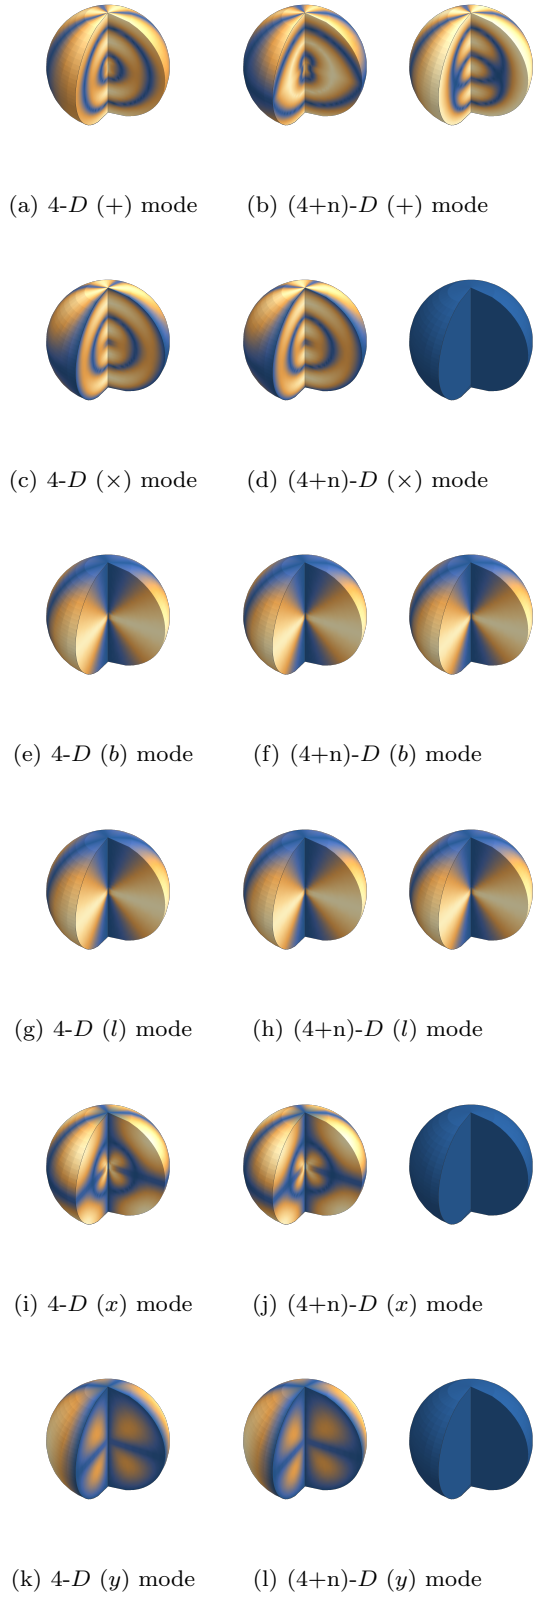 (a) 4-D (+) mode (b) (4+n)-D (+) mode
(c) 4-D (×) mode (d) (4+n)-D (×) mode
(e) 4-D (b) mode (f) (4+n)-D (b) mode
(g) 4-D (l) mode (h) (4+n)-D (l) mode
(i) 4-D (x) mode (j) (4+n)-D (x) mode
(k) 4-D (y) mode (l) (4+n)-D (y) mode